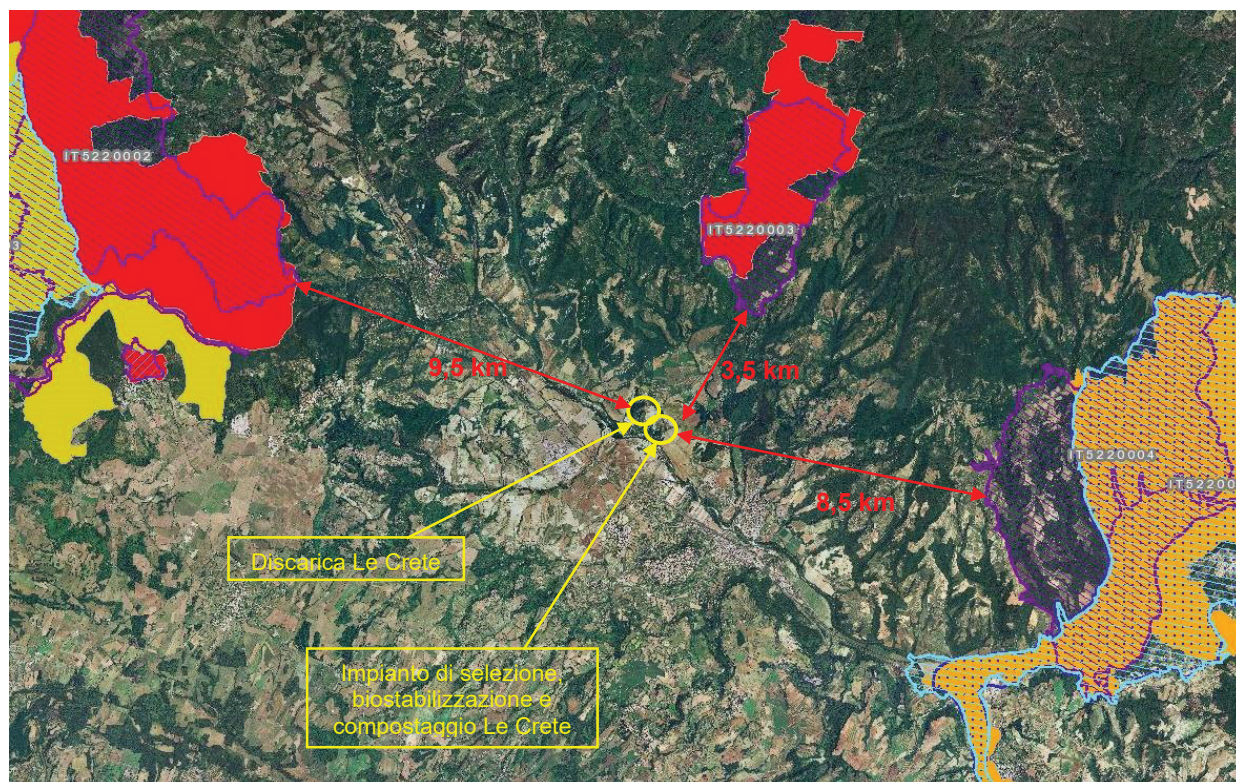 IT5220002
3
IT5220003
9,5 km
3,5 km
IT5220004
IT52200
8,5 km
Discarica Le Crete
Impianto di selezione,
biostabilizzazione e
compostaggio Le Crete